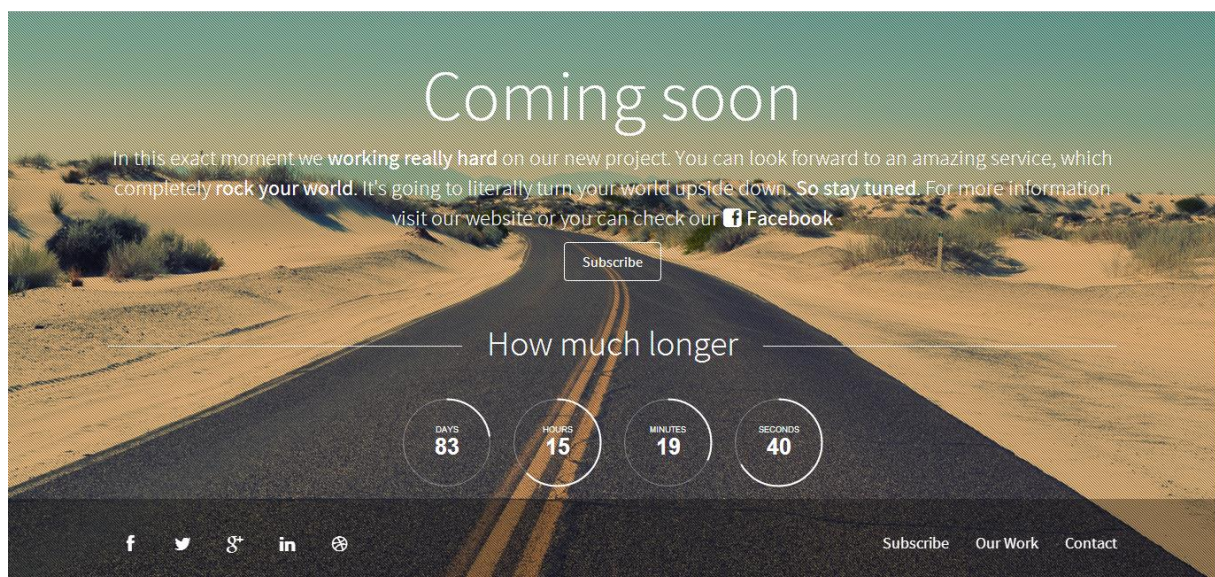 Coming soon
In this exact moment we working really hard on our new project. You can look forward to an amazing service, which
completely rock your world. It's going to literally turn your world upside down. So stay tuned. For more information
visit our website or you can check our f Facebook
Subscribe
How much longer
DAYS
83
HOURS
15
MINUTES
19
SECONDS
40
f g+ in
Subscribe Our Work Contact